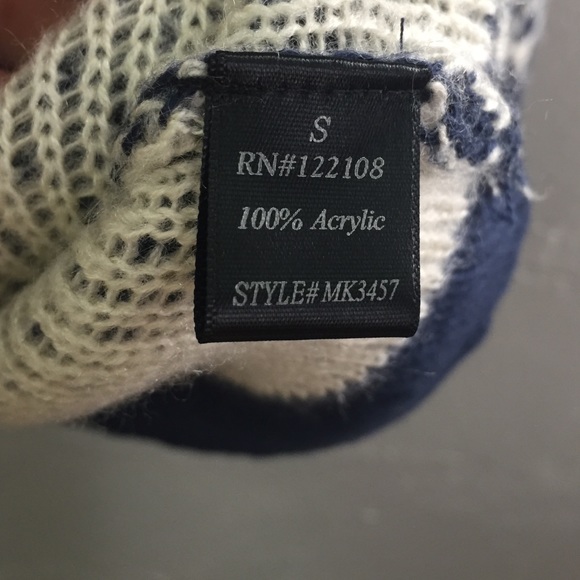 S
RN#122108
100% Acrylic
STYLE# MK3457